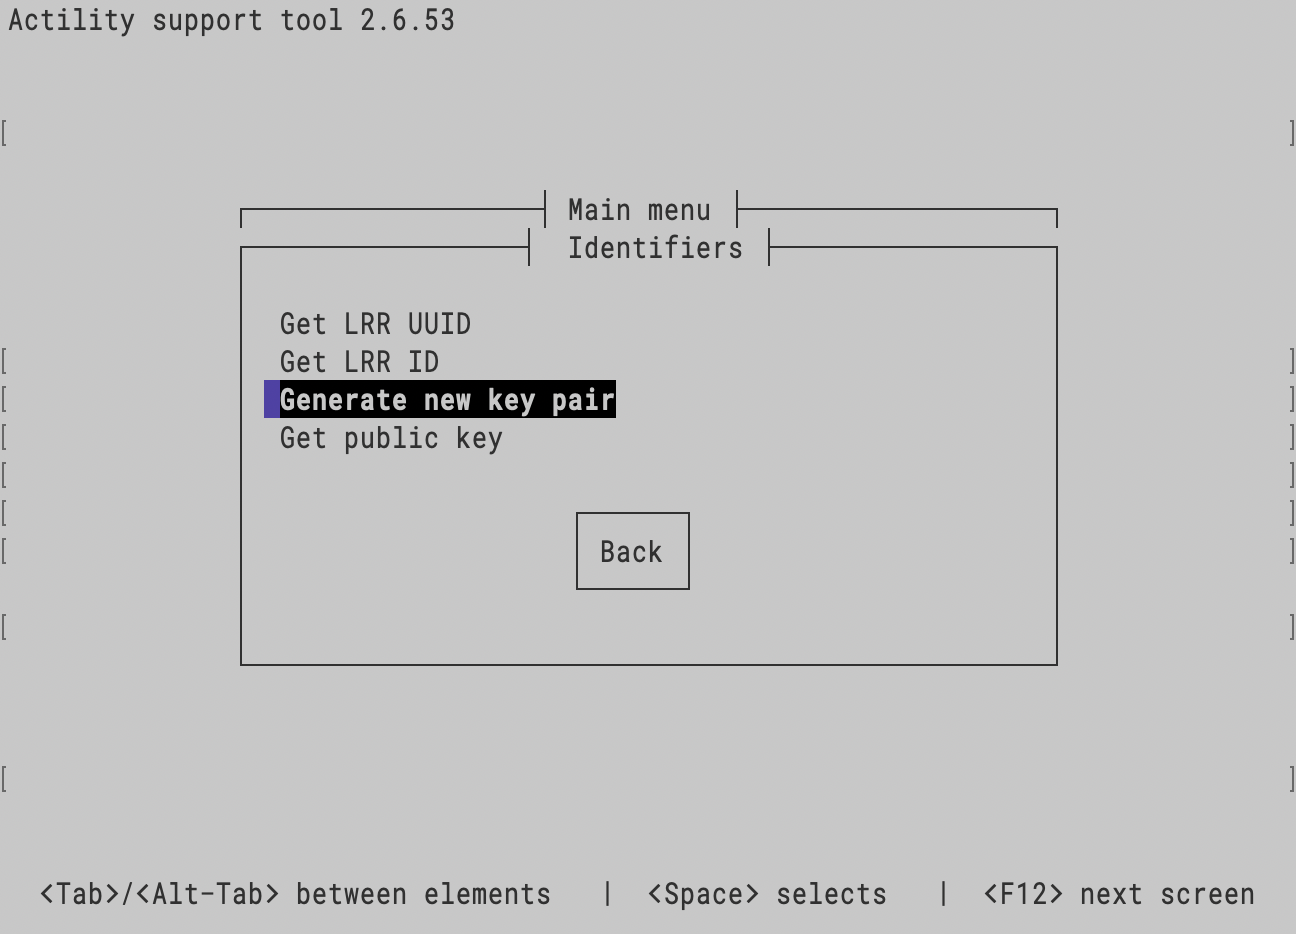 Actility support tool 2.6.53
[ ]
Main menu
Identifiers
Get LRR UUID
[ Get LRR ID ]
[ Generate new key pair ]
[ Get public key ]
[ ]
[ ]
[ Back ]
[ ]
[ ]
<Tab>/<Alt-Tab> between elements | <Space> selects | <F12> next screen